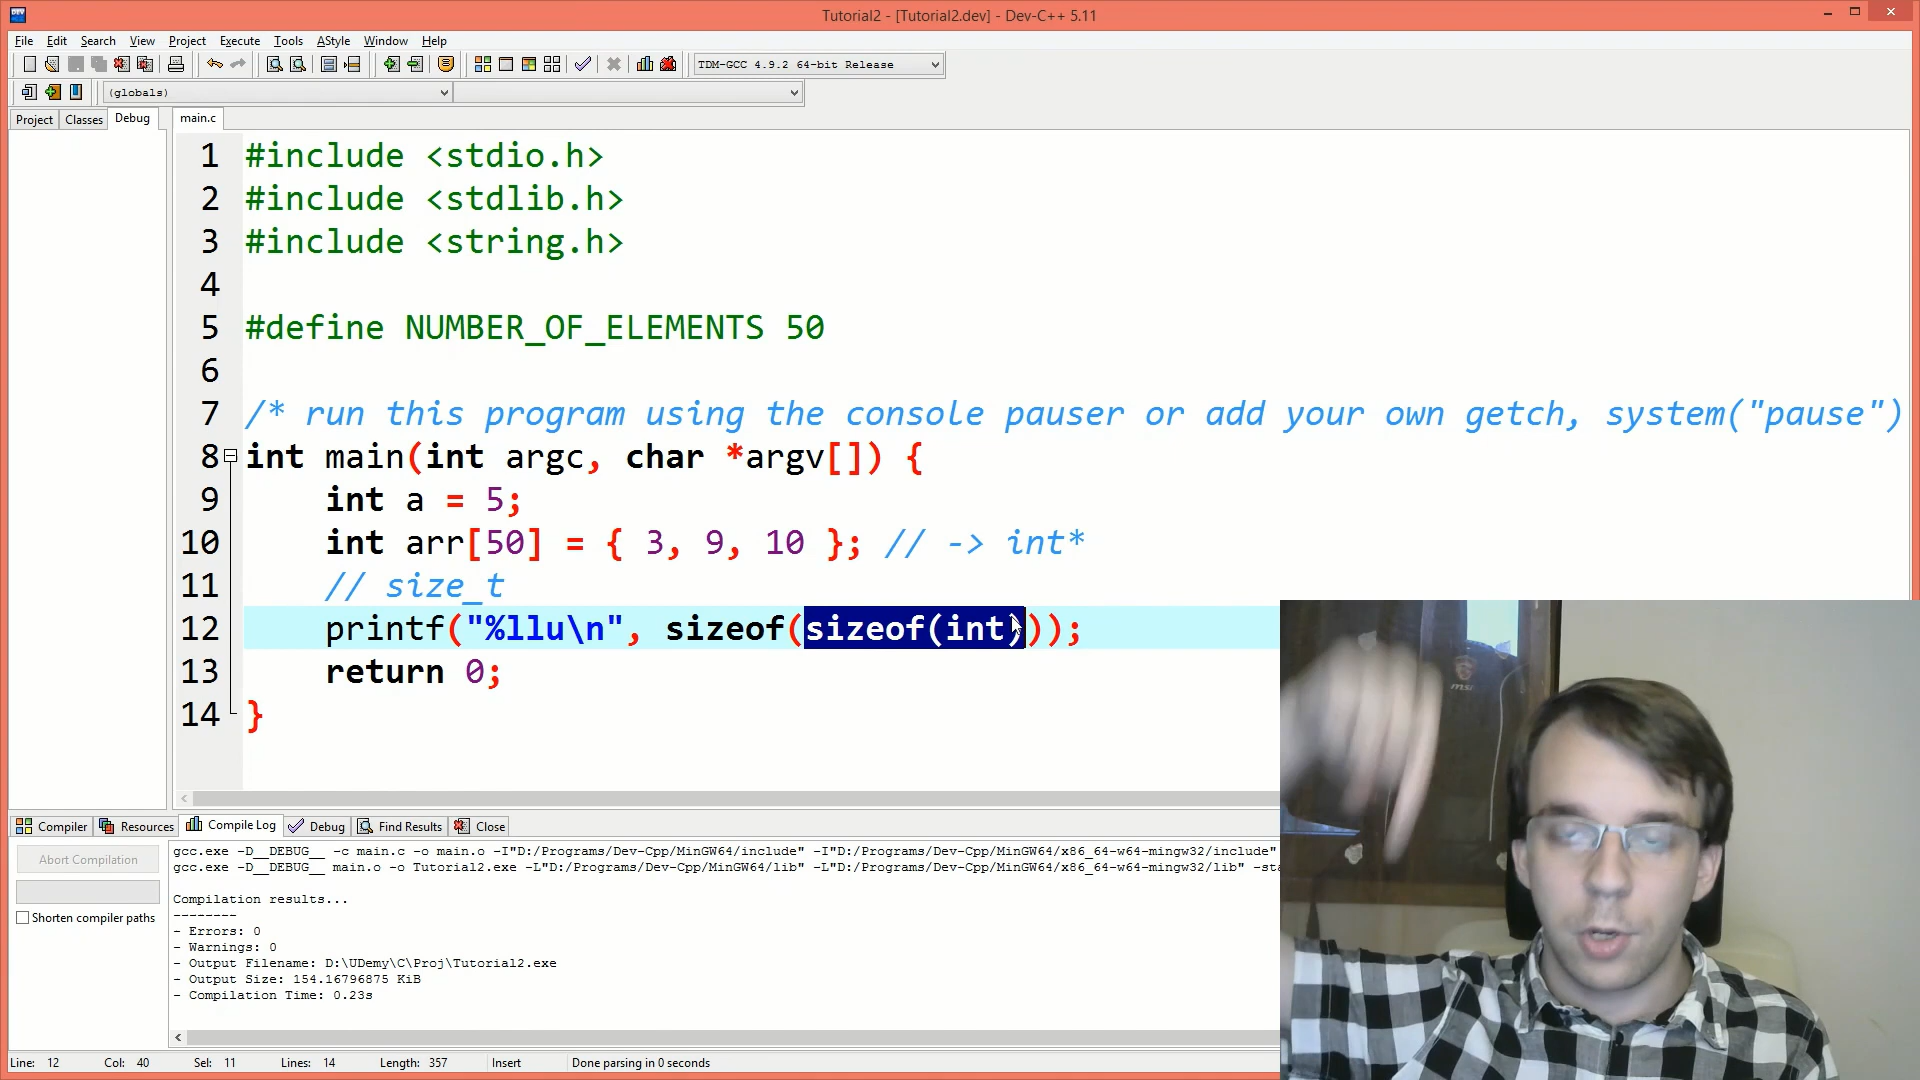 Tutorial2 - [Tutorial2.dev] - Dev-C++ 5.11
File Edit Search View Project Execute Tools AStyle Window Help
TDM-GCC 4.9.2 64-bit Release
(globals)
Project Classes Debug main.c
1 #include <stdio.h>
2 #include <stdlib.h>
3 #include <string.h>
4
5 #define NUMBER_OF_ELEMENTS 50
6
7 /* run this program using the console pauser or add your own getch, system("pause")
8 int main(int argc, char *argv[]) {
9 int a = 5;
10 int arr[50] = { 3, 9, 10 }; // -> int*
11 // size_t
12 printf("%llu\n", sizeof(sizeof(int)));
13 return 0;
14 }
Compiler Resources Compile Log Debug Find Results Close
Abort Compilation
Shorten compiler paths
gcc.exe -D__DEBUG__ -c main.c -o main.o -I"D:/Programs/Dev-Cpp/MinGW64/include" -I"D:/Programs/Dev-Cpp/MinGW64/x86_64-w64-mingw32/include"
gcc.exe -D__DEBUG__ main.o -o Tutorial2.exe -L"D:/Programs/Dev-Cpp/MinGW64/lib" -L"D:/Programs/Dev-Cpp/MinGW64/x86_64-w64-mingw32/lib" -sta
Compilation results...
--------
- Errors: 0
- Warnings: 0
- Output Filename: D:\UDemy\C\Proj\Tutorial2.exe
- Output Size: 154.16796875 KiB
- Compilation Time: 0.23s
Line: 12 Col: 40 Sel: 11 Lines: 14 Length: 357 Insert Done parsing in 0 seconds
msi